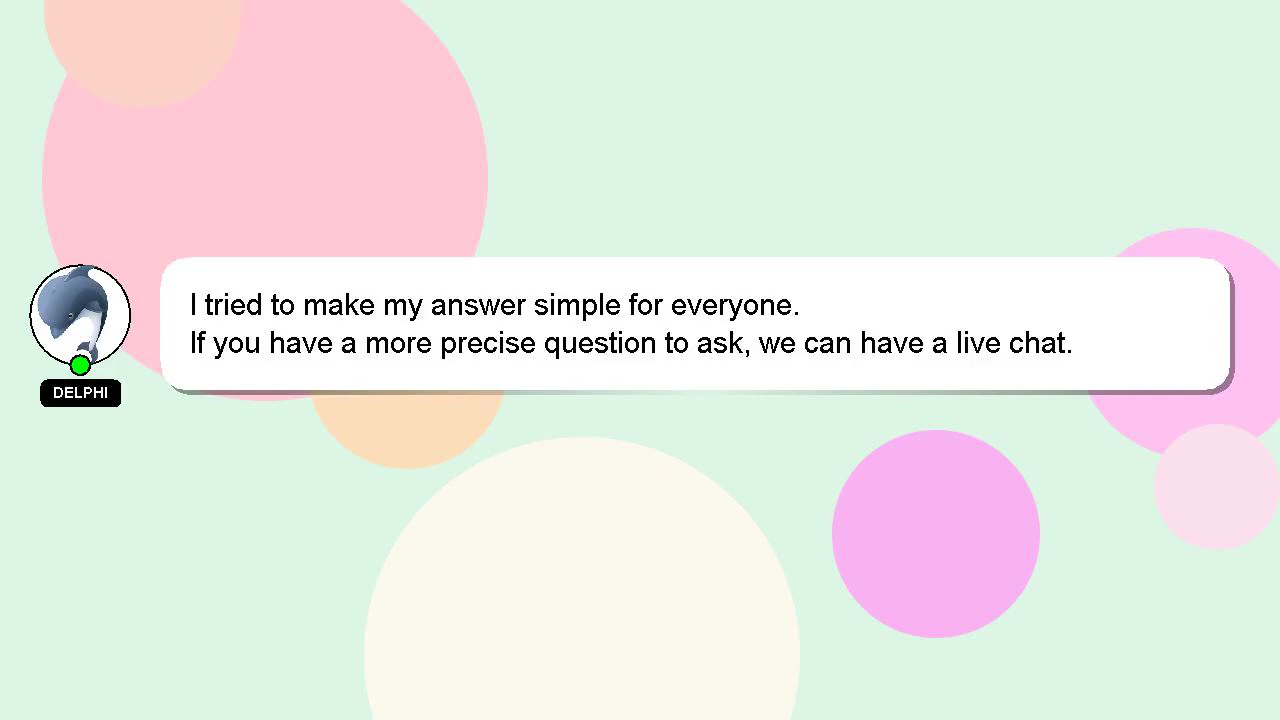 I tried to make my answer simple for everyone.
If you have a more precise question to ask, we can have a live chat.
DELPHI